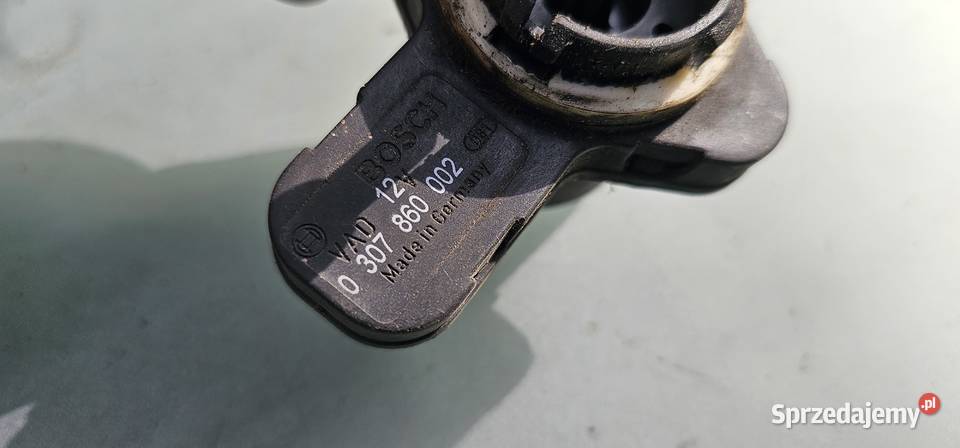 BOSCH
VAD 12V
0 307 860 002
Made in Germany
Sprzedajemy.pl